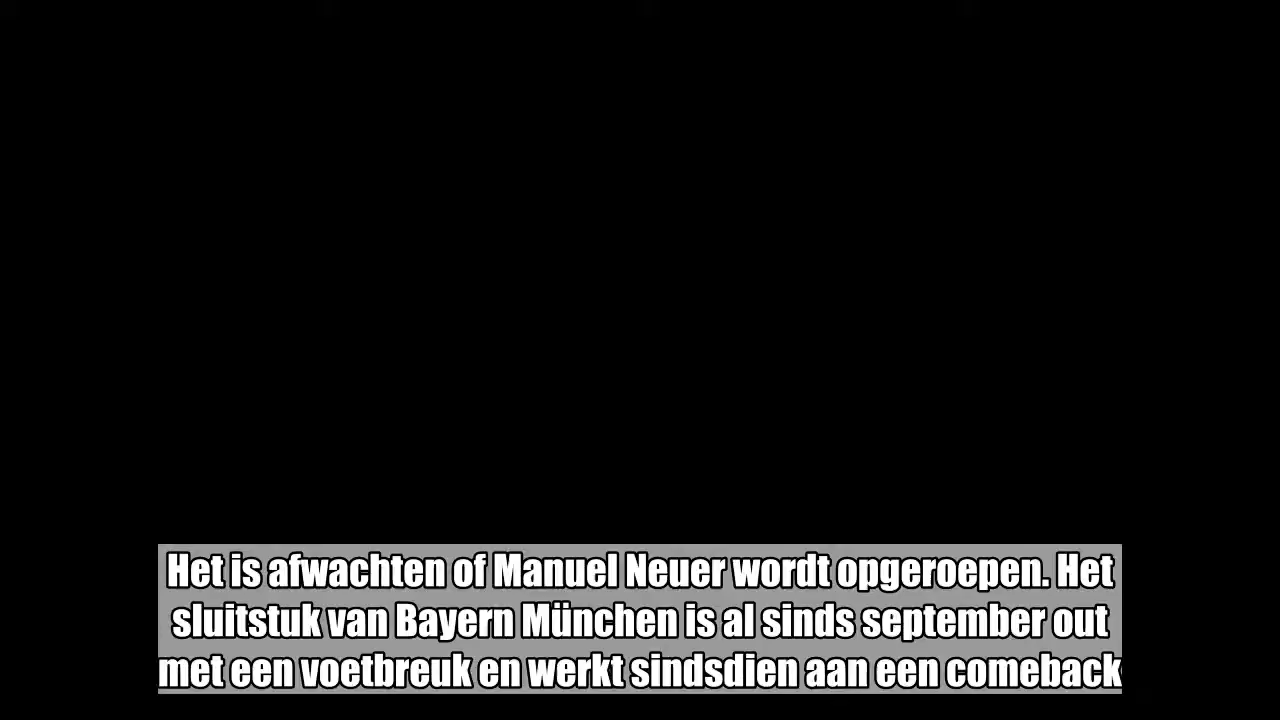 Het is afwachten of Manuel Neuer wordt opgeroepen. Het
sluitstuk van Bayern München is al sinds september out
met een voetbreuk en werkt sindsdien aan een comeback